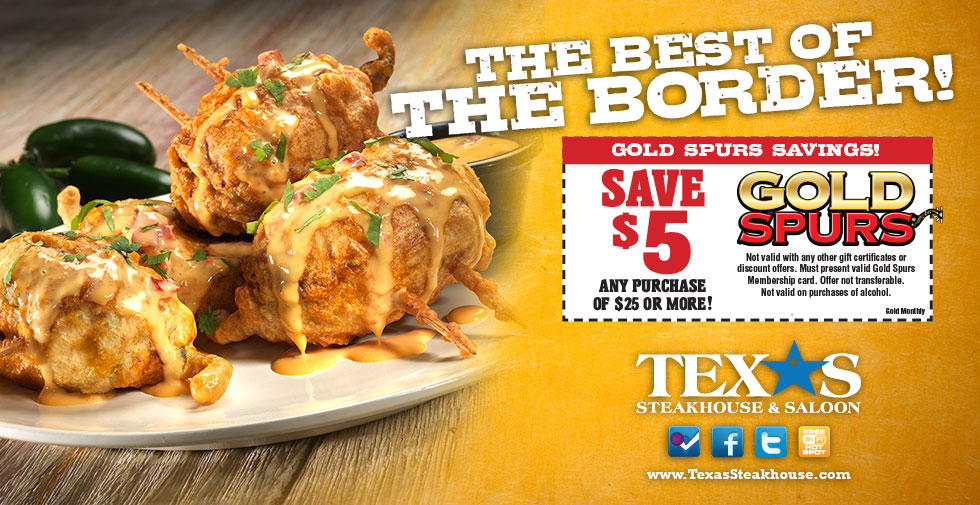 THE BEST OF
THE BORDER!
GOLD SPURS SAVINGS!
SAVE
$5
ANY PURCHASE
OF $25 OR MORE!
GOLD
SPURS
Not valid with any other gift certificates or
discount offers. Must present valid Gold Spurs
Membership card. Offer not transferable.
Not valid on purchases of alcohol.
Gold Monthly
TEXAS
STEAKHOUSE & SALOON
f
t
FREE
Wi Fi
HOT
SPOT
www.TexasSteakhouse.com